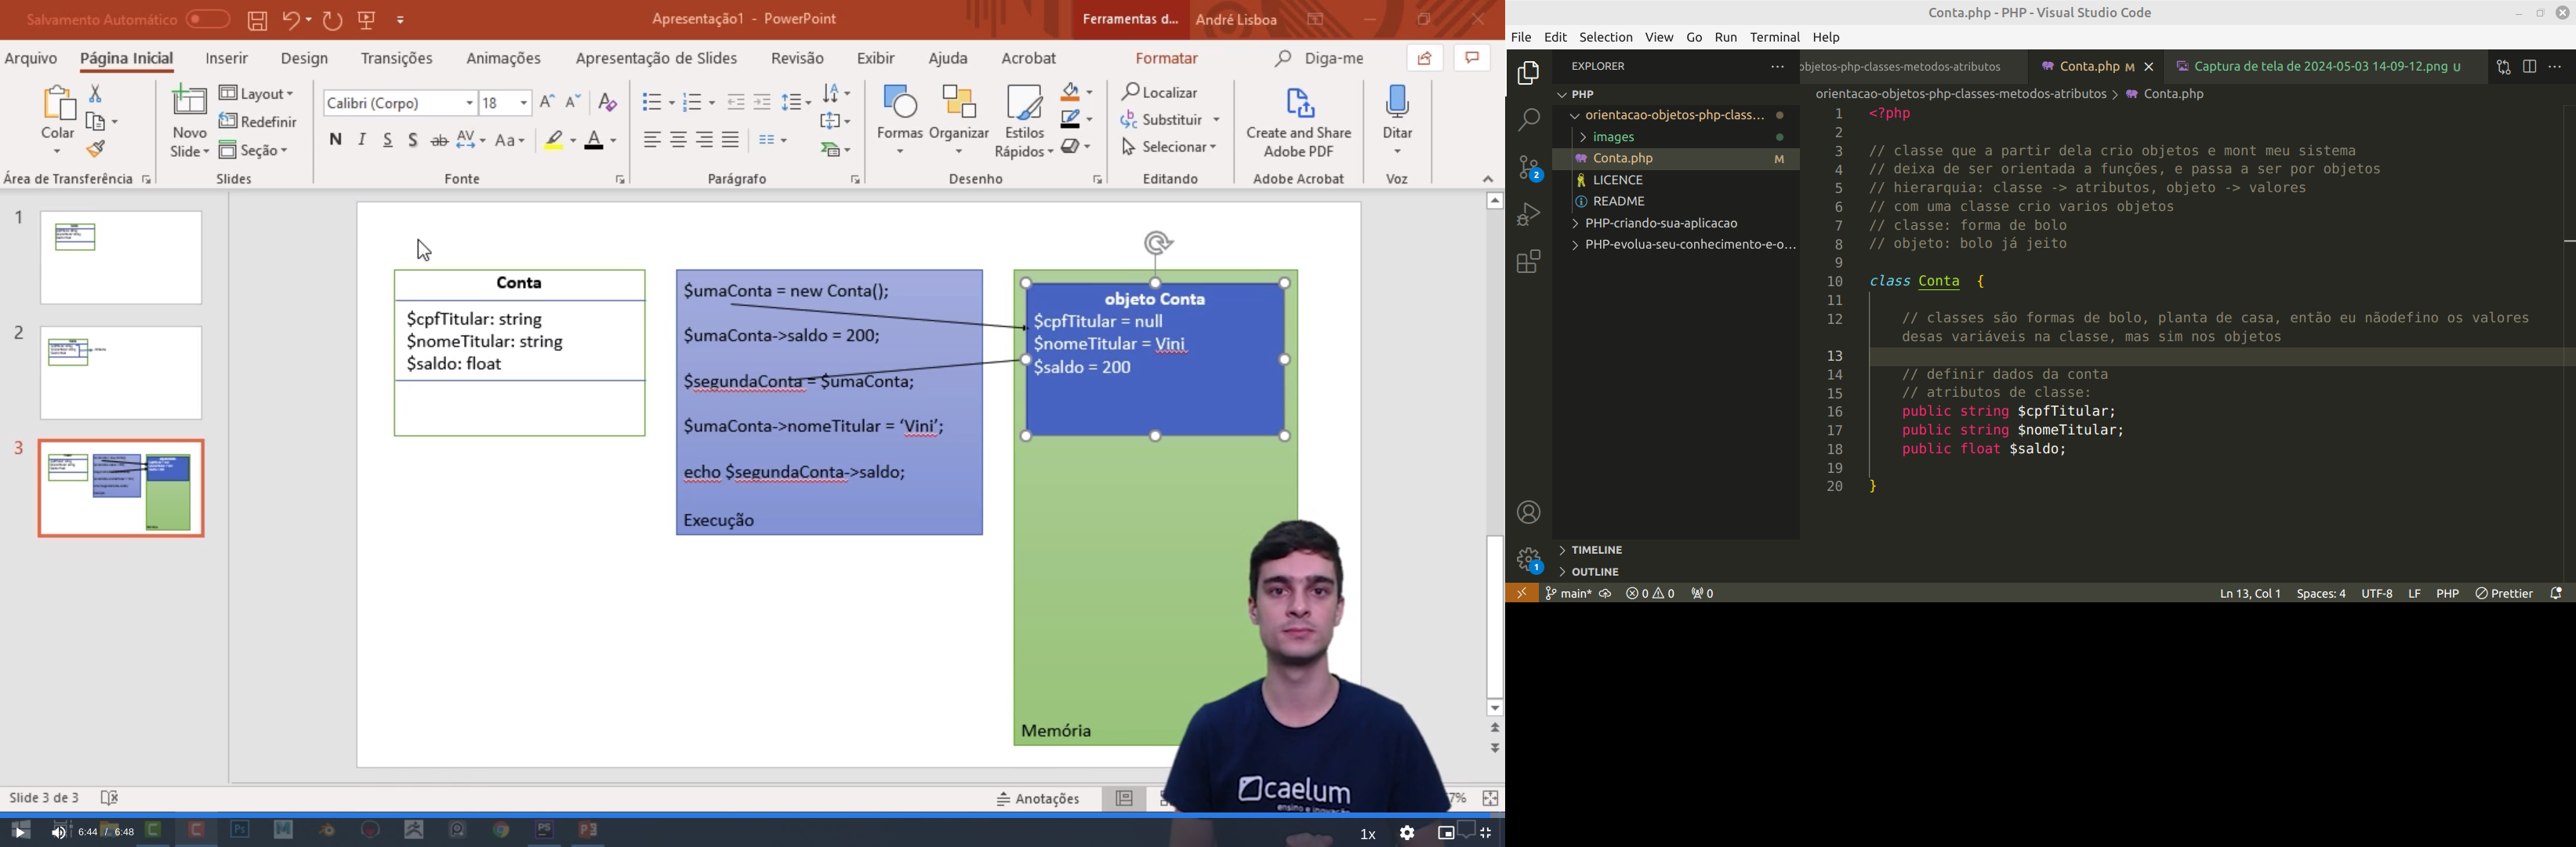 Salvamento Automático
Apresentação1 - PowerPoint
Ferramentas d...
André Lisboa
Arquivo
Página Inicial
Inserir
Design
Transições
Animações
Apresentação de Slides
Revisão
Exibir
Ajuda
Acrobat
Formatar
Diga-me
Colar
Novo
Slide
Layout
Redefinir
Seção
Calibri (Corpo)
18
N I S S ab AV Aa
A
Formas
Organizar
Estilos
Rápidos
Localizar
Substituir
Selecionar
Create and Share
Adobe PDF
Ditar
Área de Transferência
Slides
Fonte
Parágrafo
Desenho
Editando
Adobe Acrobat
Voz
1
2
3
Conta
$cpfTitular: string
$nomeTitular: string
$saldo: float
$umaConta = new Conta();
$umaConta->saldo = 200;
$segundaConta = $umaConta;
$umaConta->nomeTitular = ‘Vini’;
echo $segundaConta->saldo;
Execução
objeto Conta
$cpfTitular = null
$nomeTitular = Vini
$saldo = 200
Memória
caelum
ensino e inovação
Slide 3 de 3
Anotações
7%
6:44 / 6:48
1x
Conta.php - PHP - Visual Studio Code
File Edit Selection View Go Run Terminal Help
EXPLORER
PHP
orientacao-objetos-php-class...
images
Conta.php M
LICENCE
README
PHP-criando-sua-aplicacao
PHP-evolua-seu-conhecimento-e-o...
TIMELINE
OUTLINE
objetos-php-classes-metodos-atributos
Conta.php M
Captura de tela de 2024-05-03 14-09-12.png U
orientacao-objetos-php-classes-metodos-atributos > Conta.php
1 <?php
2
3 // classe que a partir dela crio objetos e mont meu sistema
4 // deixa de ser orientada a funções, e passa a ser por objetos
5 // hierarquia: classe -> atributos, objeto -> valores
6 // com uma classe crio varios objetos
7 // classe: forma de bolo
8 // objeto: bolo já jeito
9
10 class Conta {
11
12 // classes são formas de bolo, planta de casa, então eu nãodefino os valores
desas variáveis na classe, mas sim nos objetos
13
14 // definir dados da conta
15 // atributos de classe:
16 public string $cpfTitular;
17 public string $nomeTitular;
18 public float $saldo;
19
20 }
2
1
main*
0 0
0
Ln 13, Col 1
Spaces: 4
UTF-8
LF
PHP
Prettier